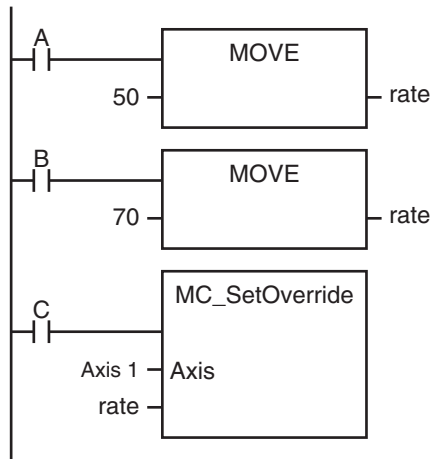 A
MOVE
50
rate
B
MOVE
70
rate
C
MC_SetOverride
Axis 1
Axis
rate